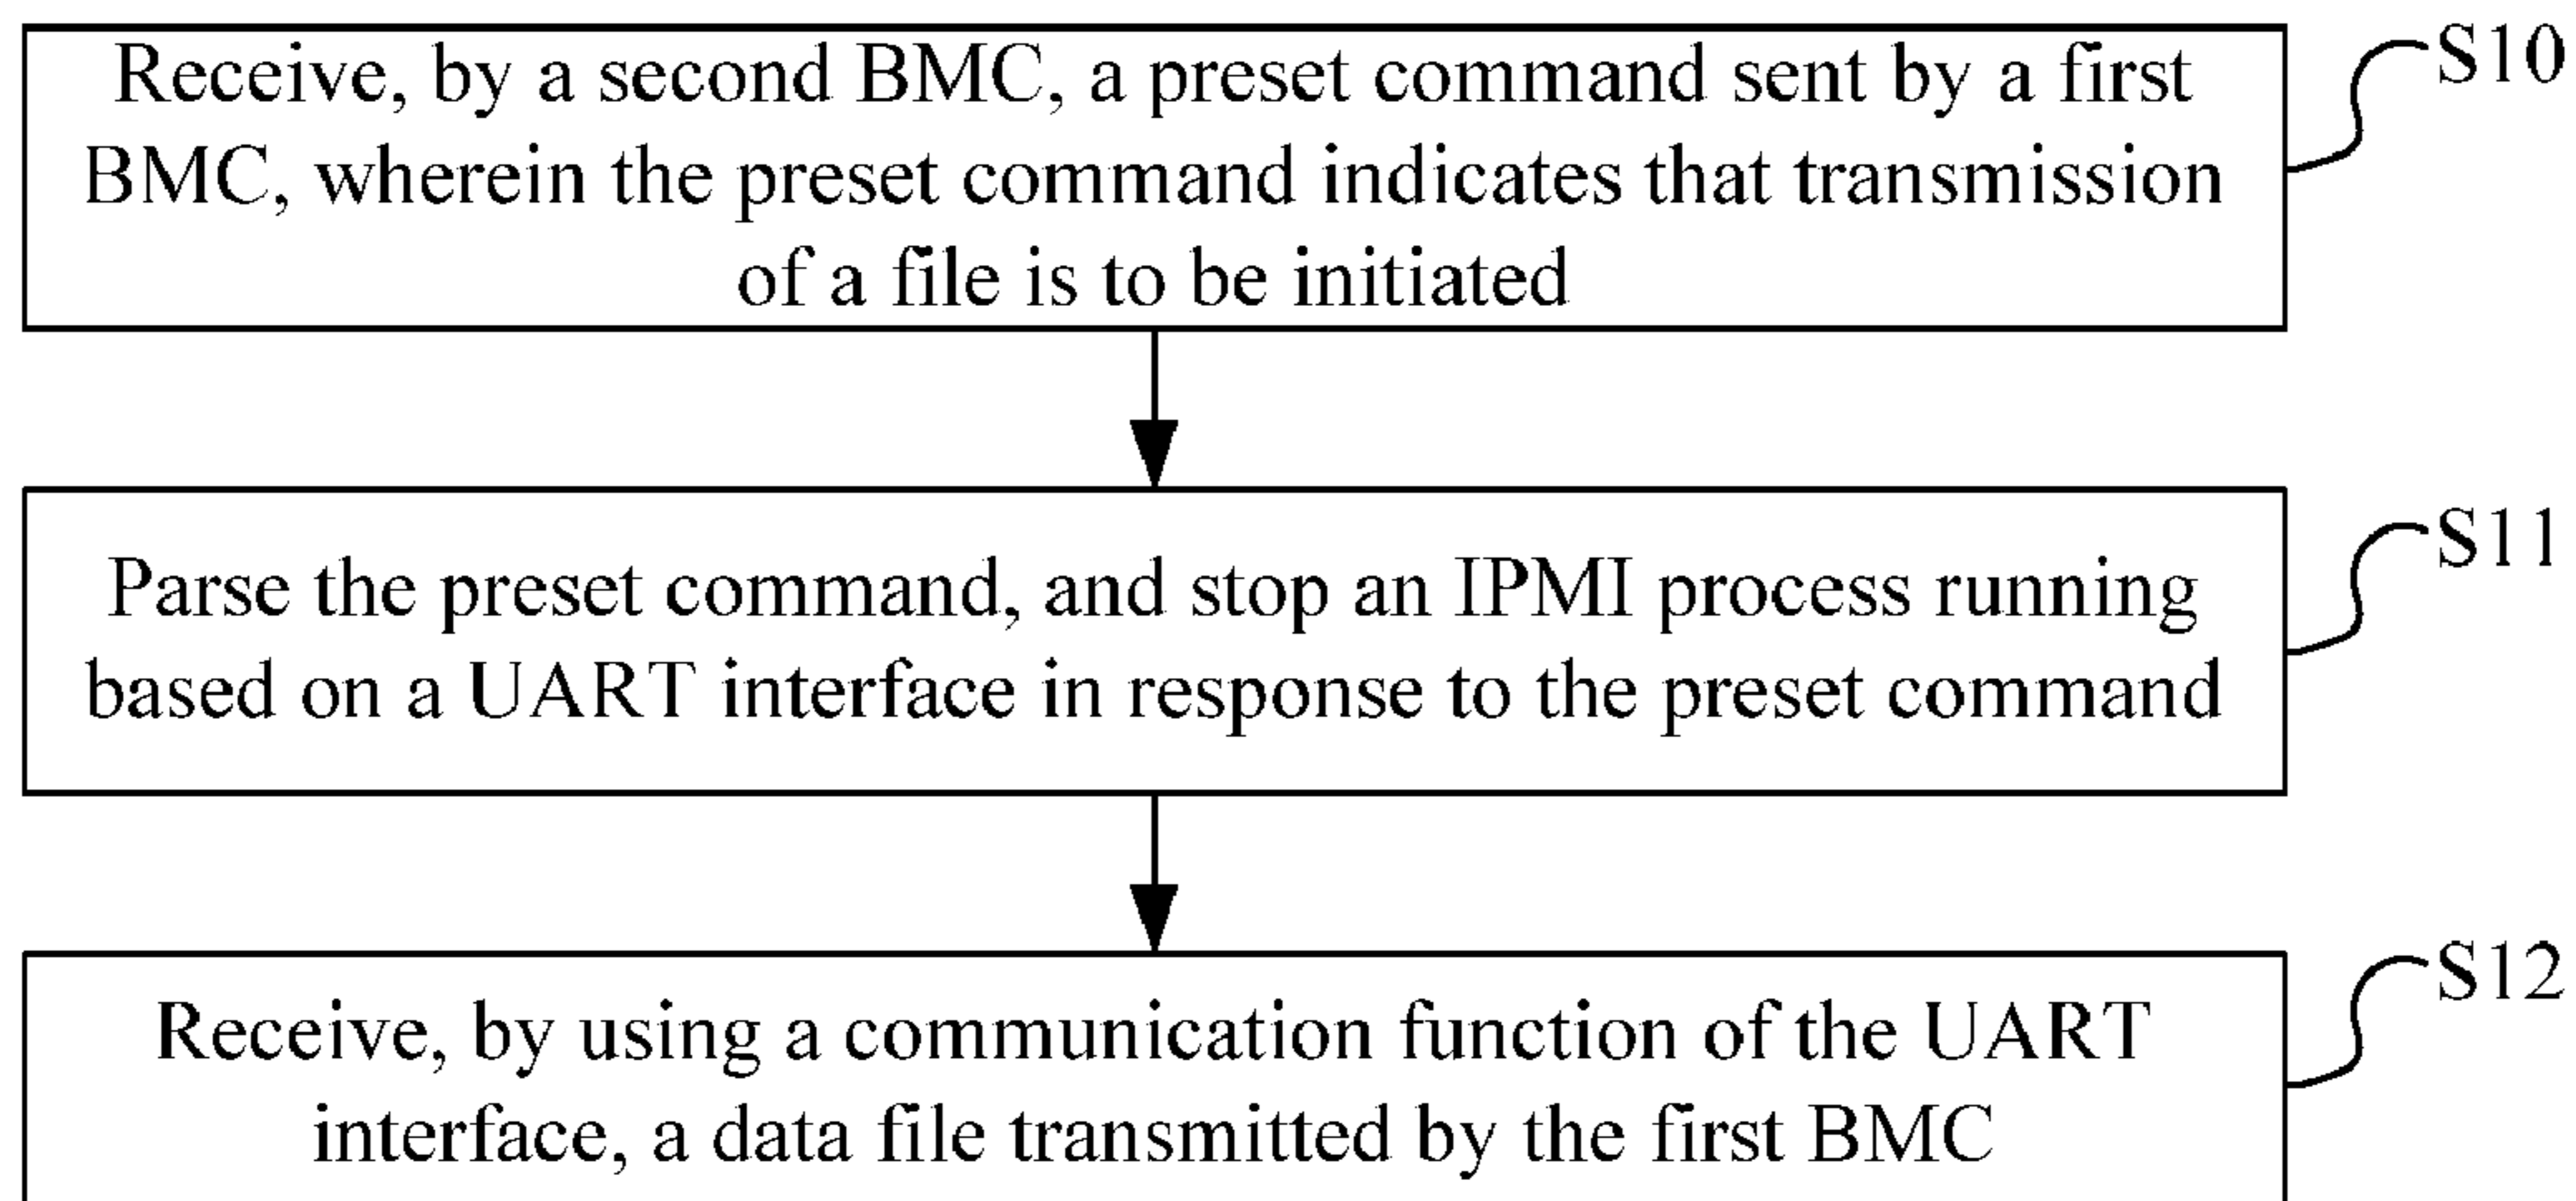 Receive, by a second BMC, a preset command sent by a first
BMC, wherein the preset command indicates that transmission
of a file is to be initiated
S10
Parse the preset command, and stop an IPMI process running
based on a UART interface in response to the preset command
S11
Receive, by using a communication function of the UART
interface, a data file transmitted by the first BMC
S12